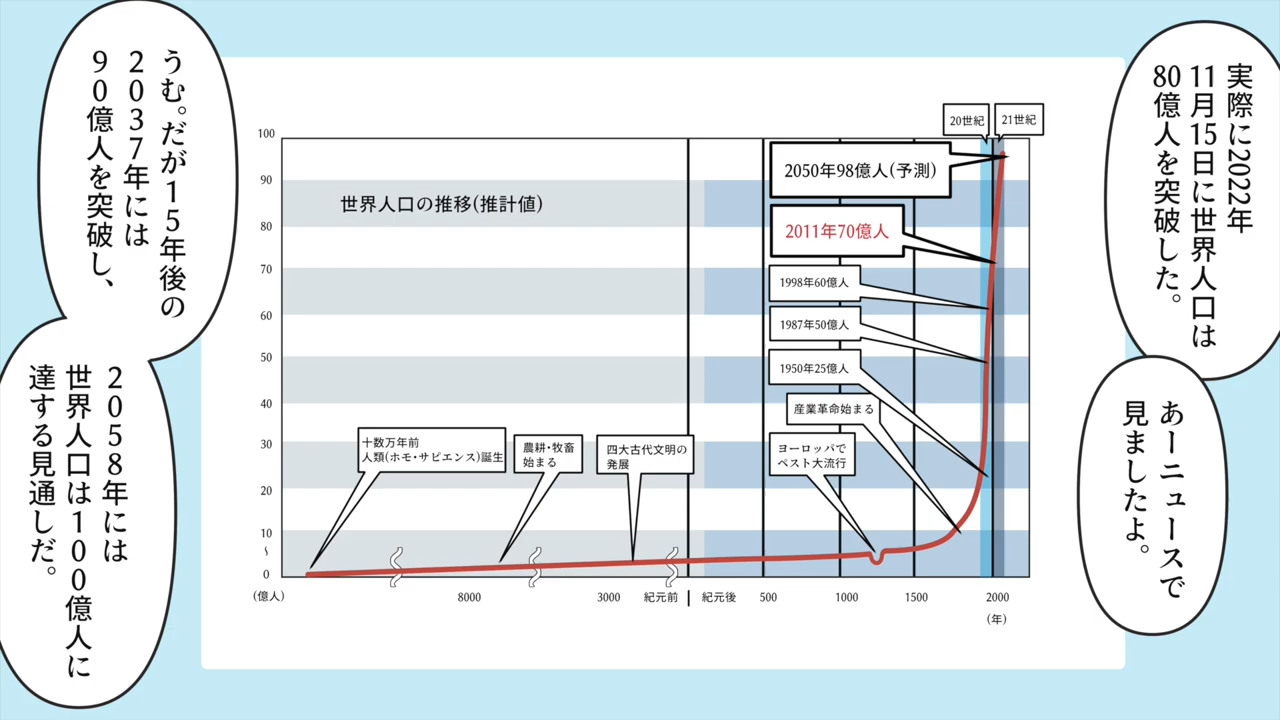 実際に2022年
11月15日に世界人口は
80億人を突破した。
あーニュースで
見ましたよ。
うむ。だが15年後の
2037年には
90億人を突破し、
2058年には
世界人口は100億人に
達する見通しだ。
世界人口の推移(推計値)
20世紀
21世紀
2050年98億人(予測)
2011年70億人
1998年60億人
1987年50億人
1950年25億人
産業革命始まる
ヨーロッパで
ペスト大流行
十数万年前
人類(ホモ・サピエンス)誕生
農耕・牧畜
始まる
四大古代文明の
発展
100
90
80
70
60
50
40
30
20
10
5
0
(億人)
8000
3000
紀元前
紀元後
500
1000
1500
2000
(年)